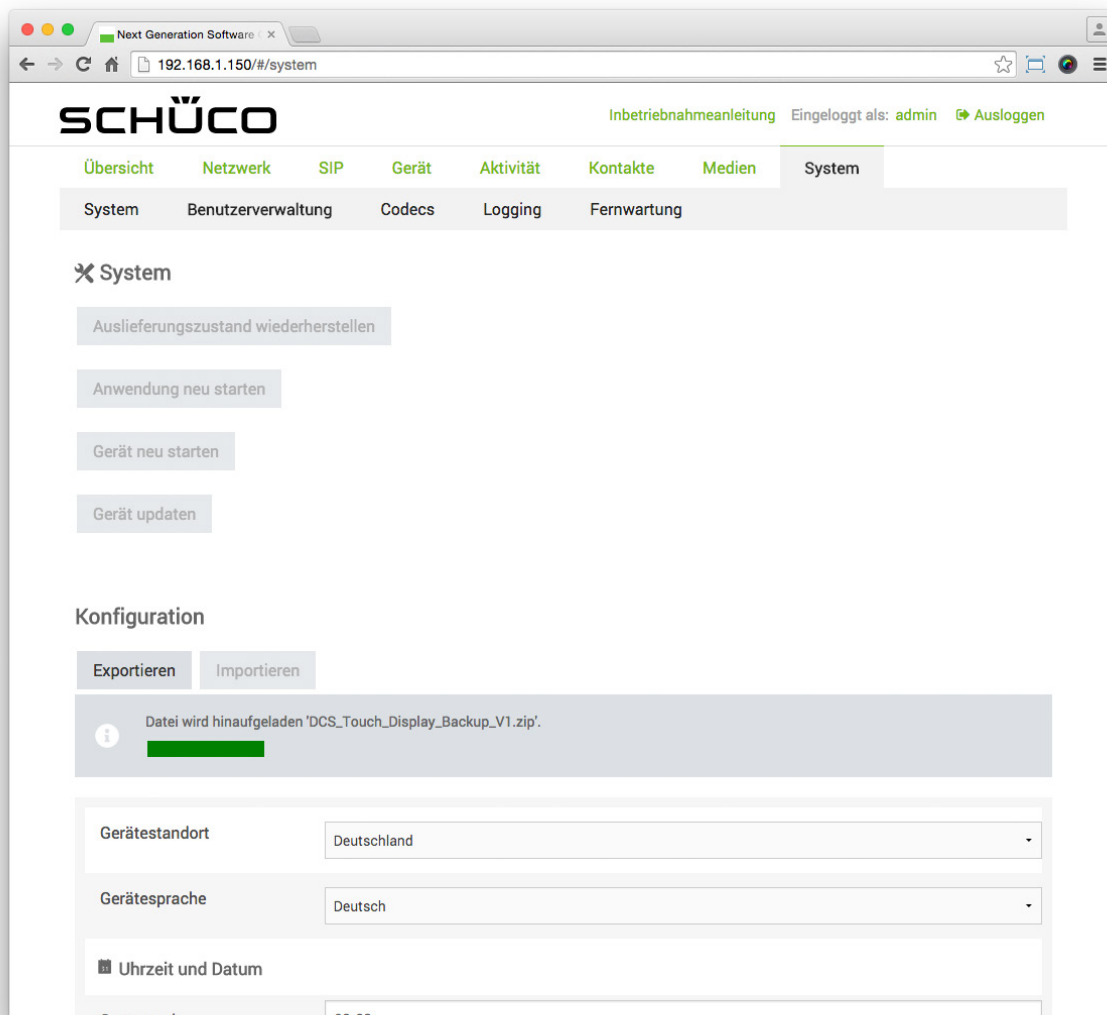 Next Generation Software
192.168.1.150/#/system
SCHÜCO
Inbetriebnahmeanleitung Eingeloggt als: admin Ausloggen
Übersicht Netzwerk SIP Gerät Aktivität Kontakte Medien System
System Benutzerverwaltung Codecs Logging Fernwartung
System
Auslieferungszustand wiederherstellen
Anwendung neu starten
Gerät neu starten
Gerät updaten
Konfiguration
Exportieren Importieren
Datei wird hinaufgeladen 'DCS_Touch_Display_Backup_V1.zip'.
Gerätestandort Deutschland
Gerätesprache Deutsch
Uhrzeit und Datum